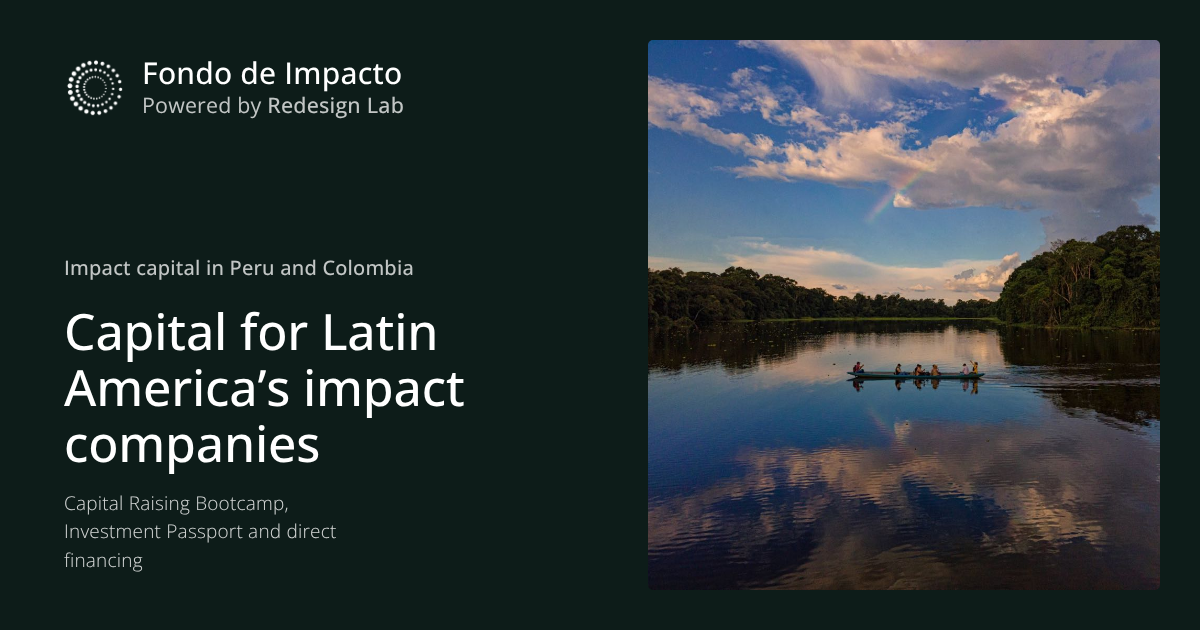 Fondo de Impacto
Powered by Redesign Lab
Impact capital in Peru and Colombia
Capital for Latin
America’s impact
companies
Capital Raising Bootcamp,
Investment Passport and direct
financing